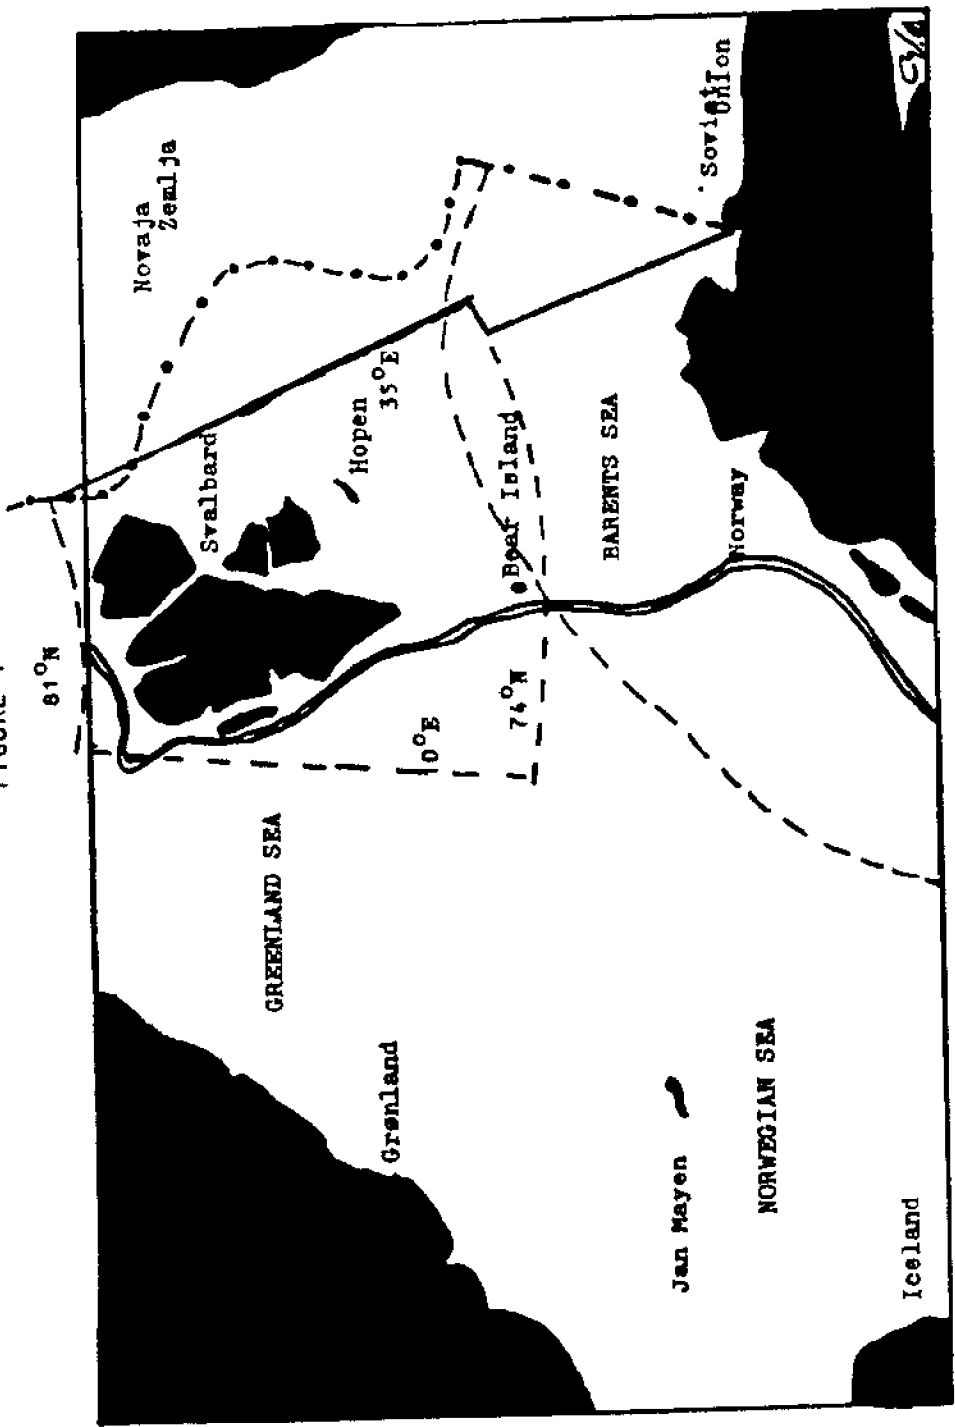 81°N
Novaja
Zemlja
Svalbard
Hopen
35°E
Soviet
Union
Bear Island
BARENTS SEA
Norway
10°E
74°N
GREENLAND SEA
Grønland
Jan Mayen
NORWEGIAN SEA
Iceland